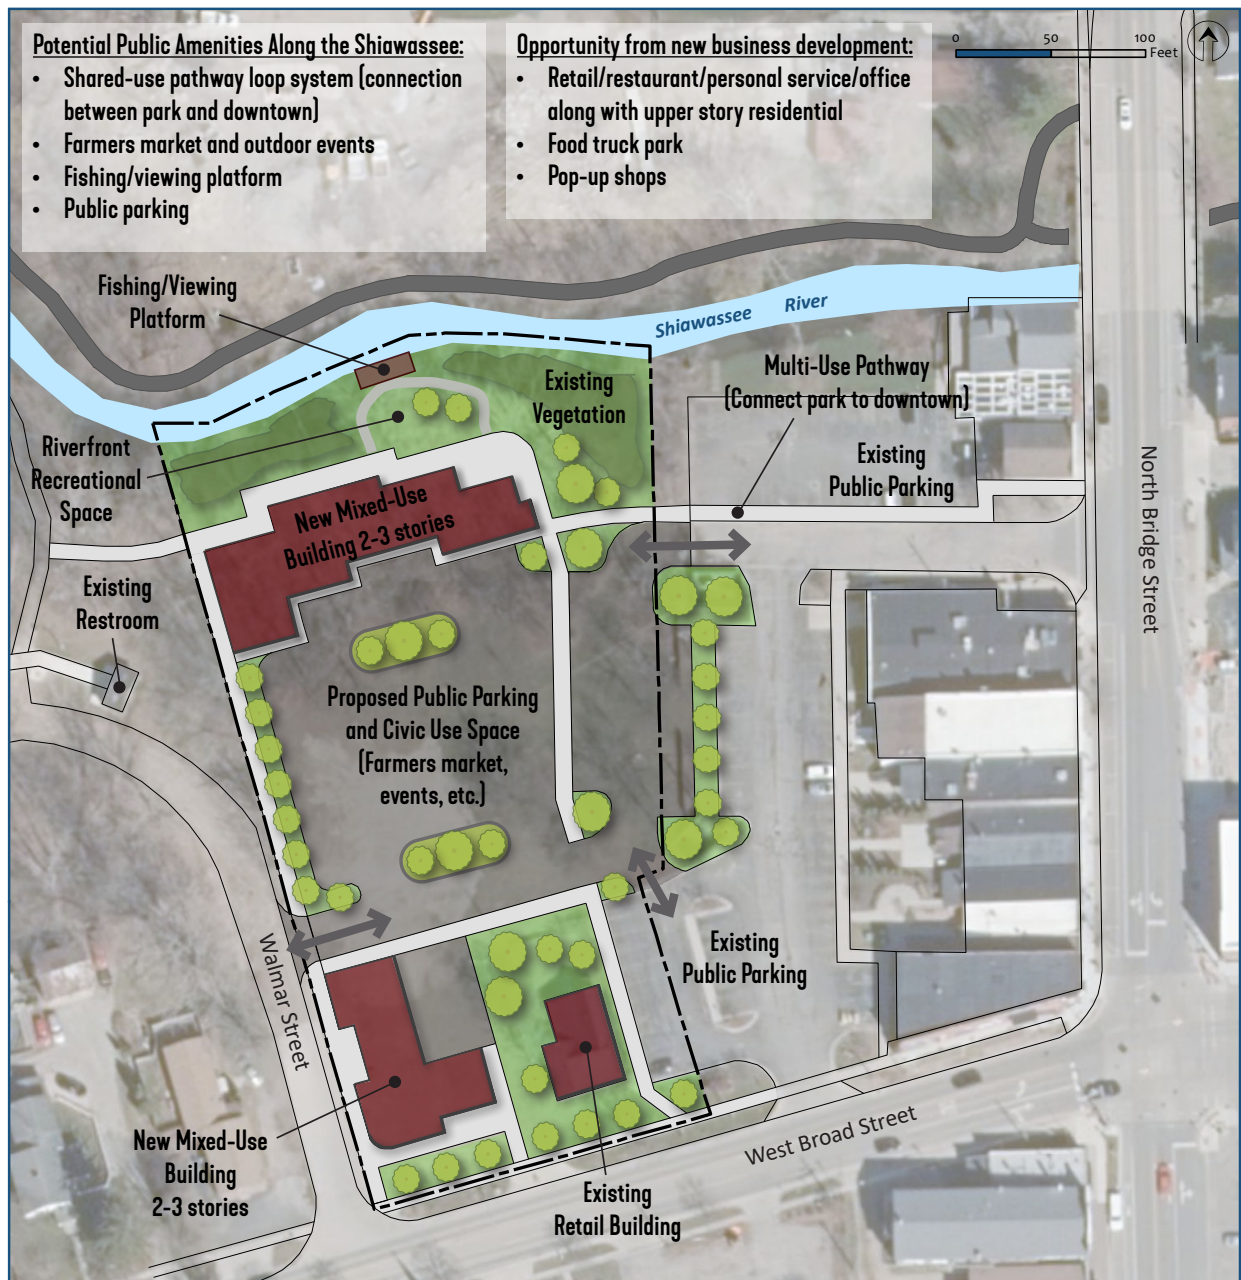 Potential Public Amenities Along the Shiawassee:
• Shared-use pathway loop system (connection
between park and downtown)
• Farmers market and outdoor events
• Fishing/viewing platform
• Public parking
Opportunity from new business development:
• Retail/restaurant/personal service/office
along with upper story residential
• Food truck park
• Pop-up shops
0 50 100
Feet
Fishing/Viewing
Platform
Shiawassee River
Multi-Use Pathway
(Connect park to downtown)
Existing
Vegetation
Riverfront
Recreational
Space
Existing
Public Parking
New Mixed-Use
Building 2-3 stories
North Bridge Street
Existing
Restroom
Proposed Public Parking
and Civic Use Space
(Farmers market,
events, etc.)
Walmar Street
Existing
Public Parking
New Mixed-Use
Building
2-3 stories
West Broad Street
Existing
Retail Building